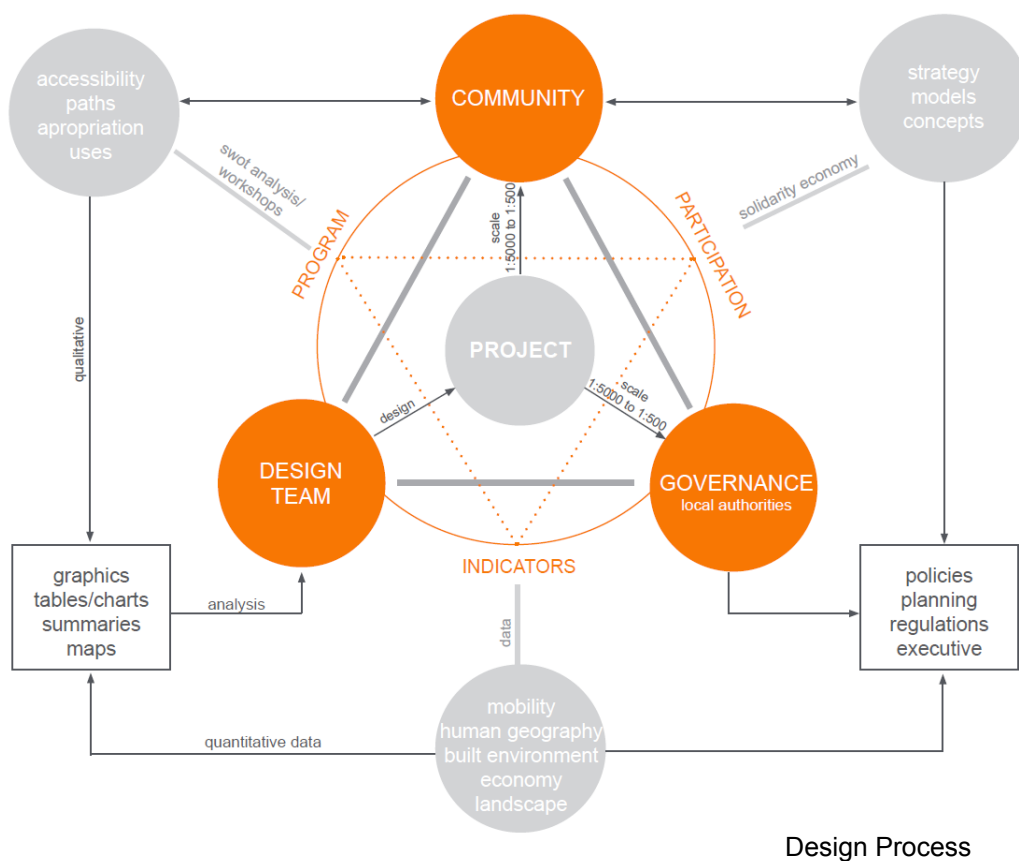 accessibility
paths
apropriation
uses
COMMUNITY
strategy
models
concepts
swot analysis/
workshops
solidarity economy
PROGRAM
PARTICIPATION
scale
1:5000 to 1:500
PROJECT
qualitative
design
scale
1:5000 to 1:500
DESIGN
TEAM
GOVERNANCE
local authorities
INDICATORS
graphics
tables/charts
summaries
maps
analysis
policies
planning
regulations
executive
data
mobility
human geography
built environment
economy
landscape
quantitative data
Design Process